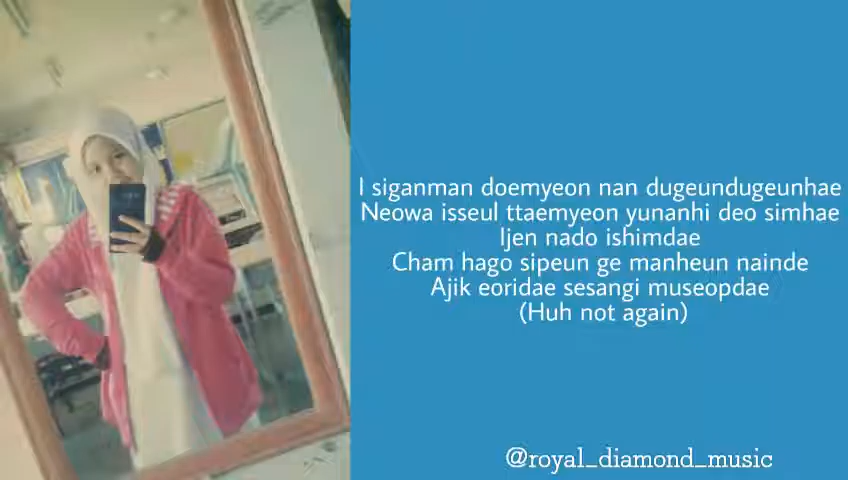 I siganman doemyeon nan dugeundugeunhae
Neowa isseul ttaemyeon yunanhi deo simhae
Ijen nado ishimdae
Cham hago sipeun ge manheun nainde
Ajik eoridae sesangi museopdae
(Huh not again)
@royal_diamond_music